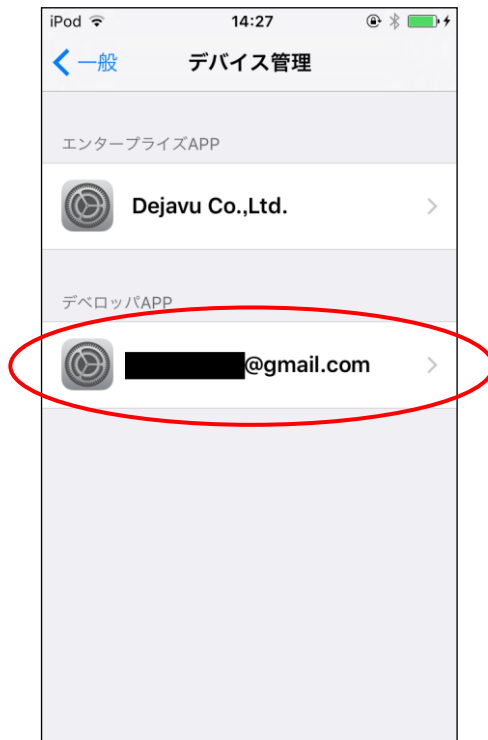 iPod 14:27
一般 デバイス管理
エンタープライズAPP
Dejavu Co.,Ltd.
デベロッパAPP
@gmail.com